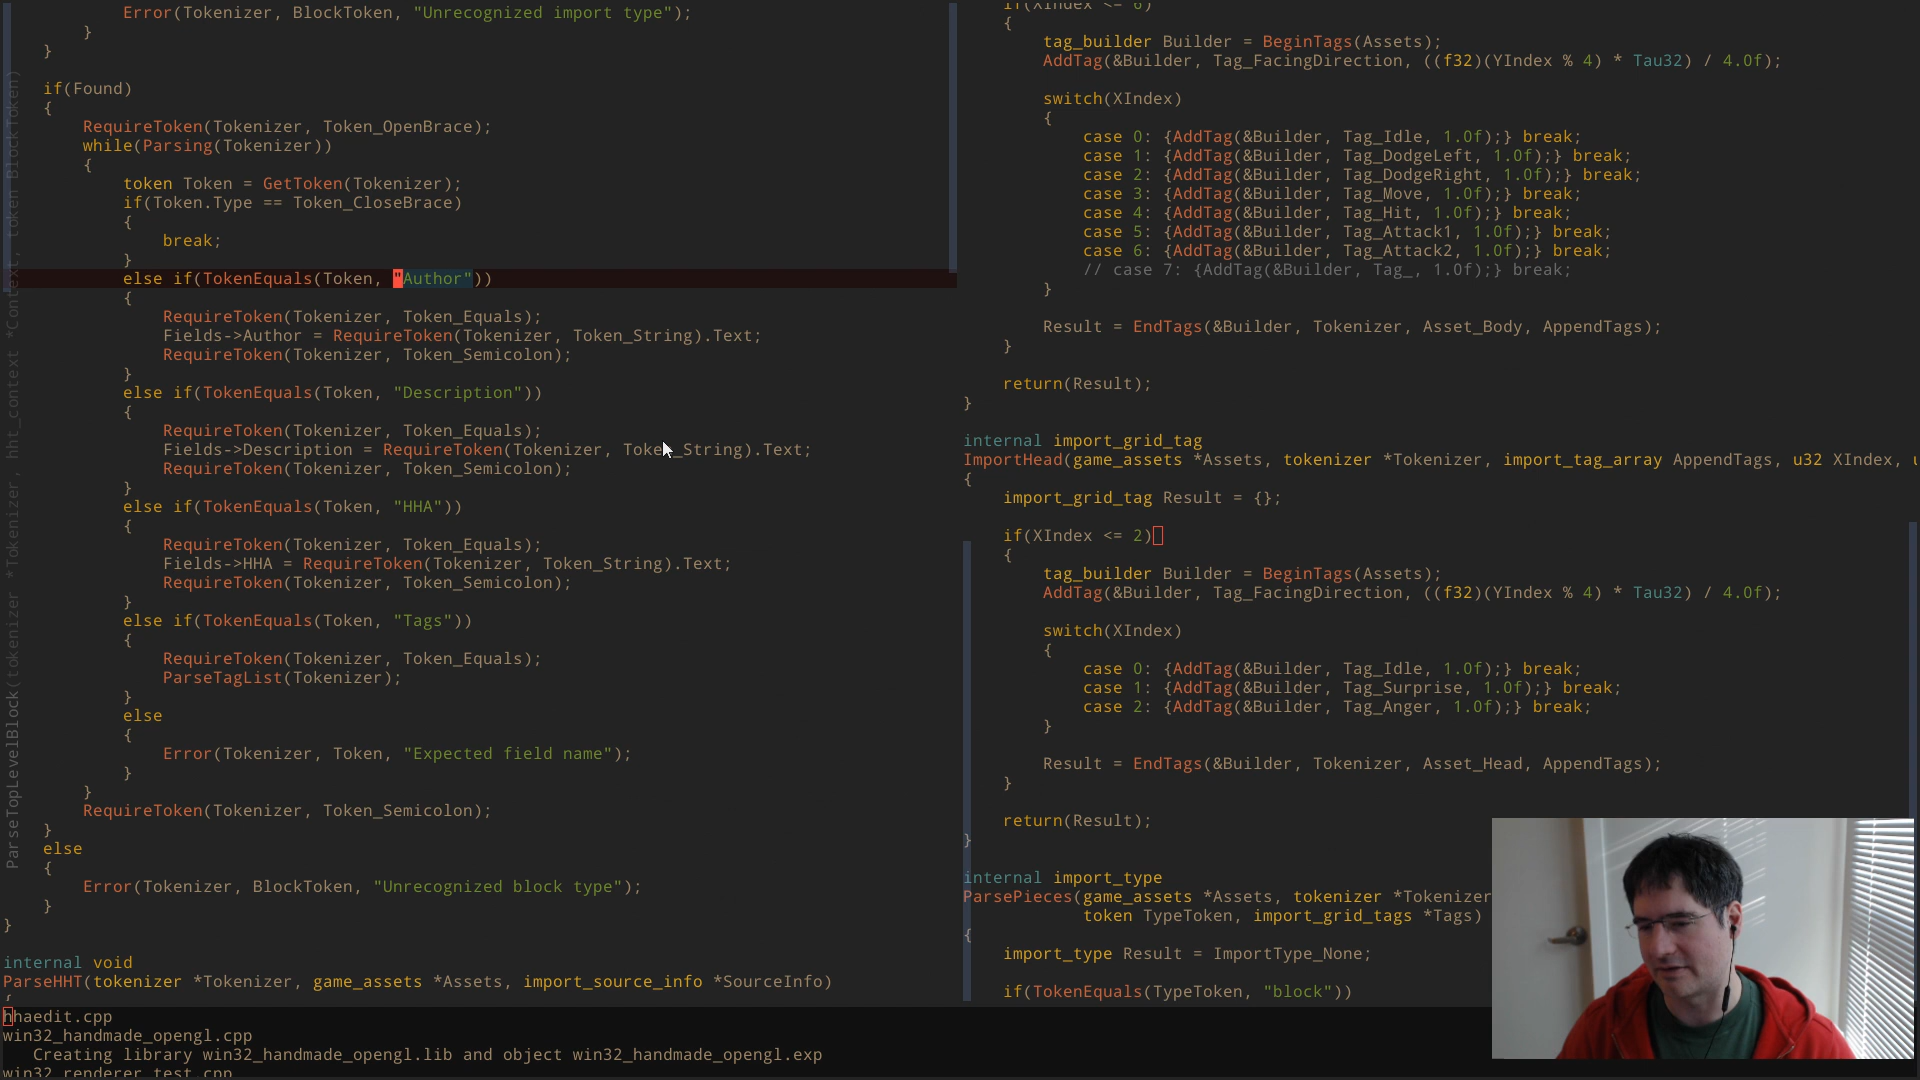 Error(Tokenizer, BlockToken, "Unrecognized import type");
}
}
if(Found)
{
RequireToken(Tokenizer, Token_OpenBrace);
while(Parsing(Tokenizer))
{
token Token = GetToken(Tokenizer);
if(Token.Type == Token_CloseBrace)
{
break;
}
else if(TokenEquals(Token, "Author"))
{
RequireToken(Tokenizer, Token_Equals);
Fields->Author = RequireToken(Tokenizer, Token_String).Text;
RequireToken(Tokenizer, Token_Semicolon);
}
else if(TokenEquals(Token, "Description"))
{
RequireToken(Tokenizer, Token_Equals);
Fields->Description = RequireToken(Tokenizer, Token_String).Text;
RequireToken(Tokenizer, Token_Semicolon);
}
else if(TokenEquals(Token, "HHA"))
{
RequireToken(Tokenizer, Token_Equals);
Fields->HHA = RequireToken(Tokenizer, Token_String).Text;
RequireToken(Tokenizer, Token_Semicolon);
}
else if(TokenEquals(Token, "Tags"))
{
RequireToken(Tokenizer, Token_Equals);
ParseTagList(Tokenizer);
}
else
{
Error(Tokenizer, Token, "Expected field name");
}
}
RequireToken(Tokenizer, Token_Semicolon);
}
else
{
Error(Tokenizer, BlockToken, "Unrecognized block type");
}
}
internal void
ParseHHT(tokenizer *Tokenizer, game_assets *Assets, import_source_info *SourceInfo)
{
ParseTopLevelBlock(tokenizer *Tokenizer, hht_context *Context, token BlockToken)
if(XIndex <= 6)
{
tag_builder Builder = BeginTags(Assets);
AddTag(&Builder, Tag_FacingDirection, ((f32)(YIndex % 4) * Tau32) / 4.0f);
switch(XIndex)
{
case 0: {AddTag(&Builder, Tag_Idle, 1.0f);} break;
case 1: {AddTag(&Builder, Tag_DodgeLeft, 1.0f);} break;
case 2: {AddTag(&Builder, Tag_DodgeRight, 1.0f);} break;
case 3: {AddTag(&Builder, Tag_Move, 1.0f);} break;
case 4: {AddTag(&Builder, Tag_Hit, 1.0f);} break;
case 5: {AddTag(&Builder, Tag_Attack1, 1.0f);} break;
case 6: {AddTag(&Builder, Tag_Attack2, 1.0f);} break;
// case 7: {AddTag(&Builder, Tag_, 1.0f);} break;
}
Result = EndTags(&Builder, Tokenizer, Asset_Body, AppendTags);
}
return(Result);
}
internal import_grid_tag
ImportHead(game_assets *Assets, tokenizer *Tokenizer, import_tag_array AppendTags, u32 XIndex, u
{
import_grid_tag Result = {};
if(XIndex <= 2)
{
tag_builder Builder = BeginTags(Assets);
AddTag(&Builder, Tag_FacingDirection, ((f32)(YIndex % 4) * Tau32) / 4.0f);
switch(XIndex)
{
case 0: {AddTag(&Builder, Tag_Idle, 1.0f);} break;
case 1: {AddTag(&Builder, Tag_Surprise, 1.0f);} break;
case 2: {AddTag(&Builder, Tag_Anger, 1.0f);} break;
}
Result = EndTags(&Builder, Tokenizer, Asset_Head, AppendTags);
}
return(Result);
}
internal import_type
ParsePieces(game_assets *Assets, tokenizer *Tokenizer
token TypeToken, import_grid_tags *Tags)
{
import_type Result = ImportType_None;
if(TokenEquals(TypeToken, "block"))
hhaedit.cpp
win32_handmade_opengl.cpp
Creating library win32_handmade_opengl.lib and object win32_handmade_opengl.exp
win32_renderer_test.cpp